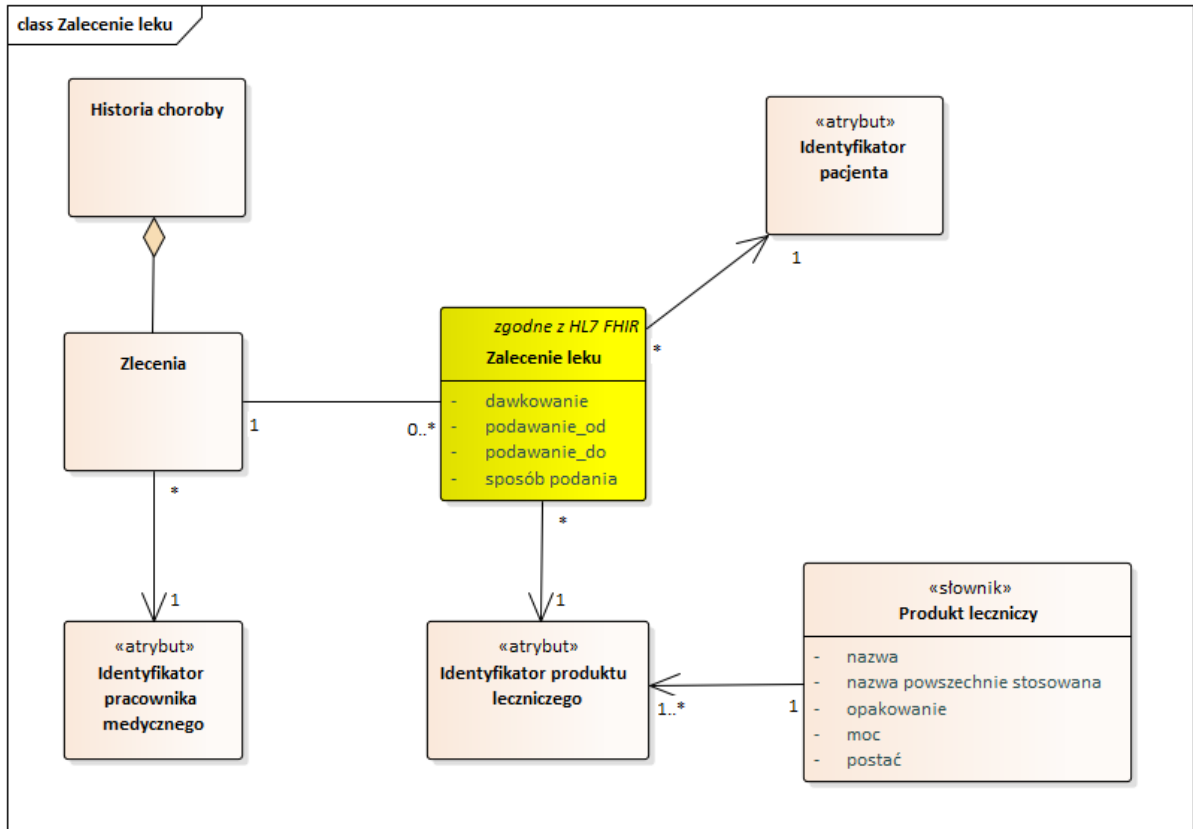 class Zalecenie leku
Historia choroby
«atrybut»
Identyfikator
pacjenta
1
zgodne z HL7 FHIR
Zalecenie leku
- dawkowanie
- podawanie_od
- podawanie_do
- sposób podania
*
Zlecenia
1
0..*
*
*
1
1
«atrybut»
Identyfikator
pracownika
medycznego
«atrybut»
Identyfikator produktu
leczniczego
1..*
1
«słownik»
Produkt leczniczy
- nazwa
- nazwa powszechnie stosowana
- opakowanie
- moc
- postać